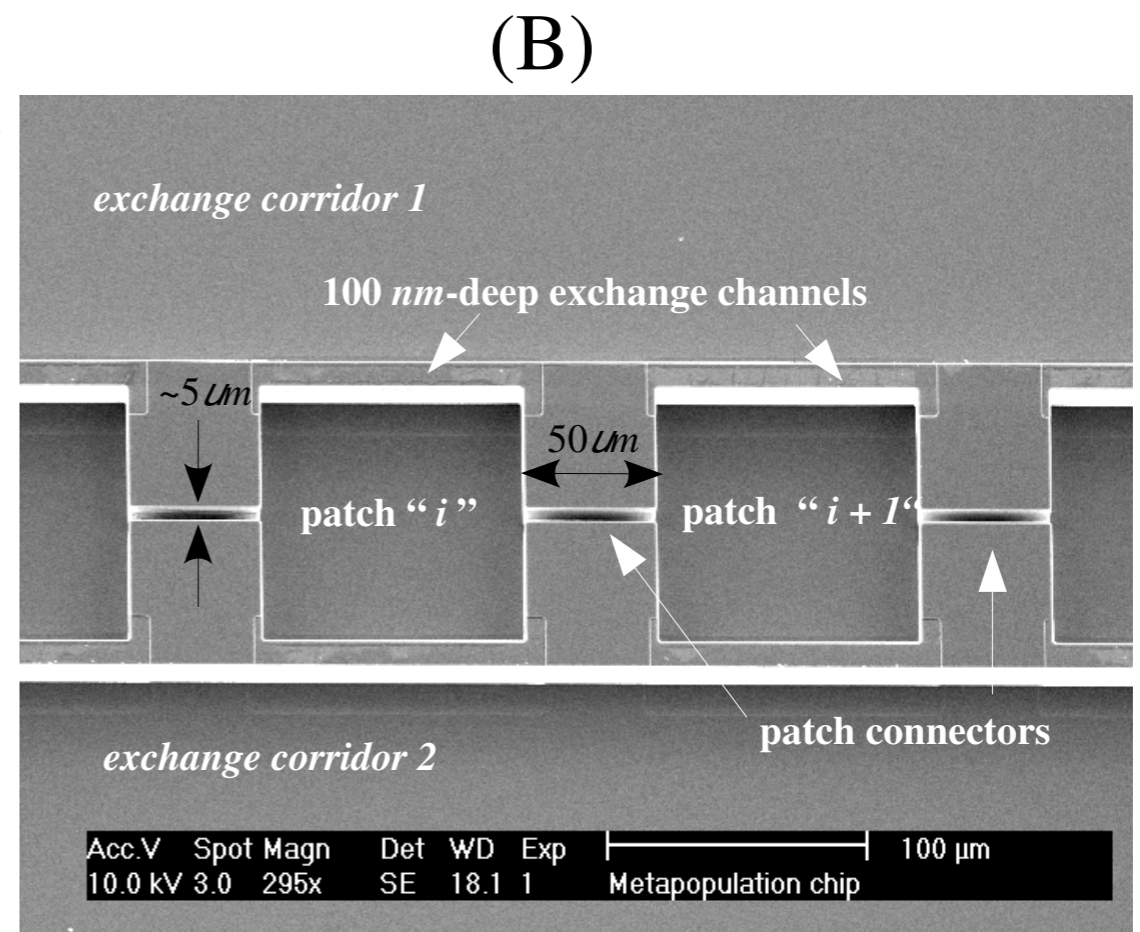 (B)
exchange corridor 1
100 nm-deep exchange channels
~5 um
50 um
patch “ i ”
patch “ i + 1“
patch connectors
exchange corridor 2
Acc.V Spot Magn Det WD Exp 100 µm
10.0 kV 3.0 295x SE 18.1 1 Metapopulation chip